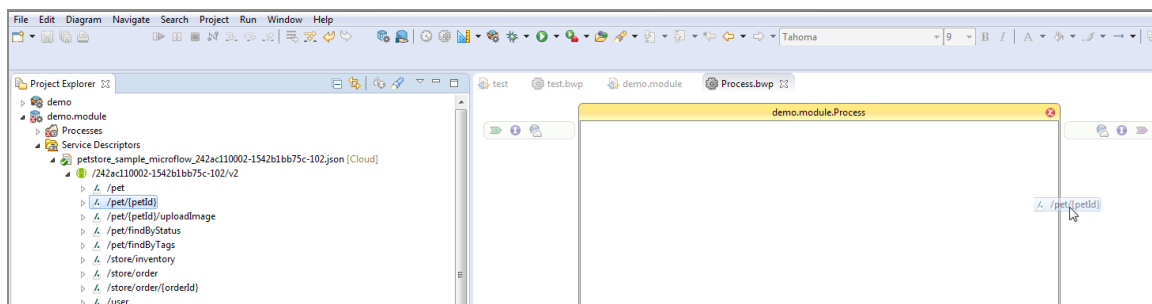 File Edit Diagram Navigate Search Project Run Window Help
Tahoma 9 B I A
Project Explorer
test test.bwp demo.module Process.bwp
demo
demo.module
Processes
Service Descriptors
petstore_sample_microflow_242ac110002-1542b1bb75c-102.json [Cloud]
/242ac110002-1542b1bb75c-102/v2
/pet
/pet/{petId}
/pet/{petId}/uploadImage
/pet/findByStatus
/pet/findByTags
/store/inventory
/store/order
/store/order/{orderId}
/user
demo.module.Process
/pet/{petId}